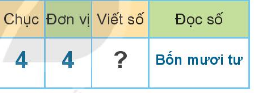 Chục Đơn vị Viết số Đọc số
4 4 ? Bốn mươi tư